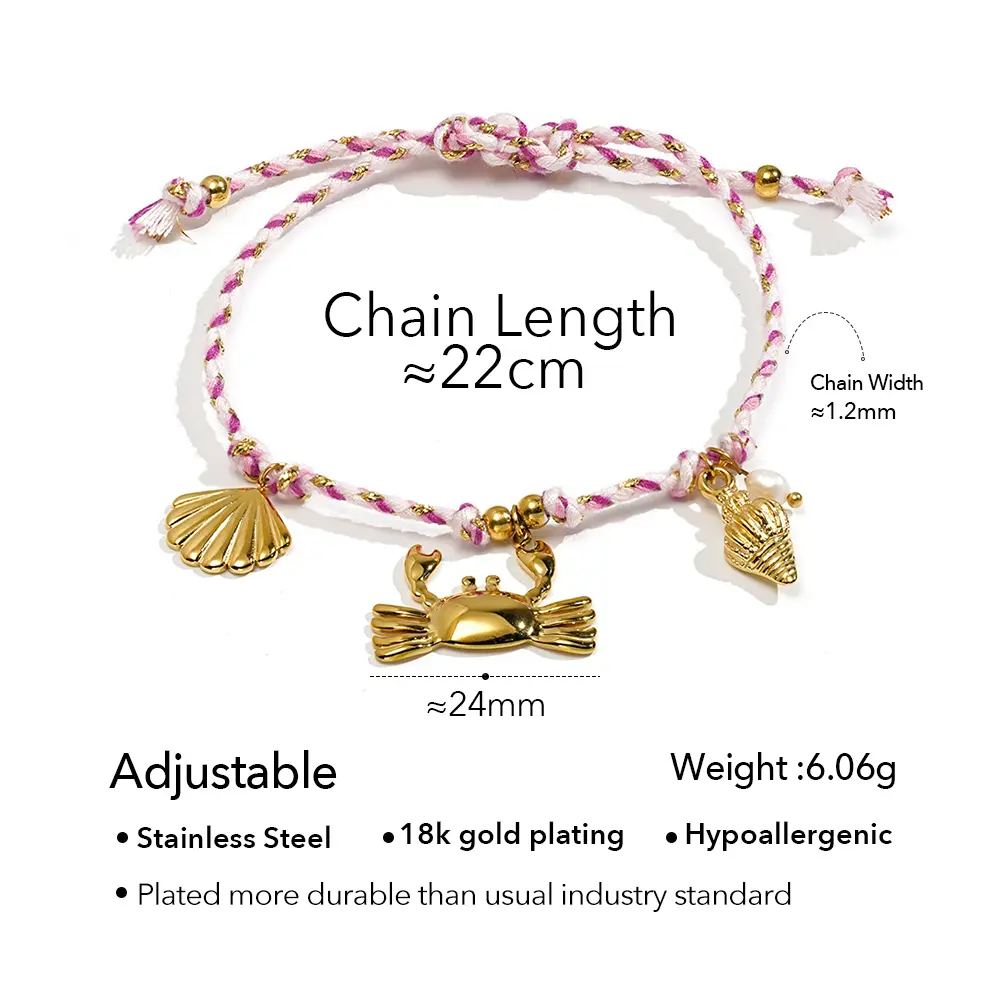 Chain Length
≈22cm
Chain Width
≈1.2mm
≈24mm
Adjustable
Weight :6.06g
• Stainless Steel
• 18k gold plating
• Hypoallergenic
• Plated more durable than usual industry standard